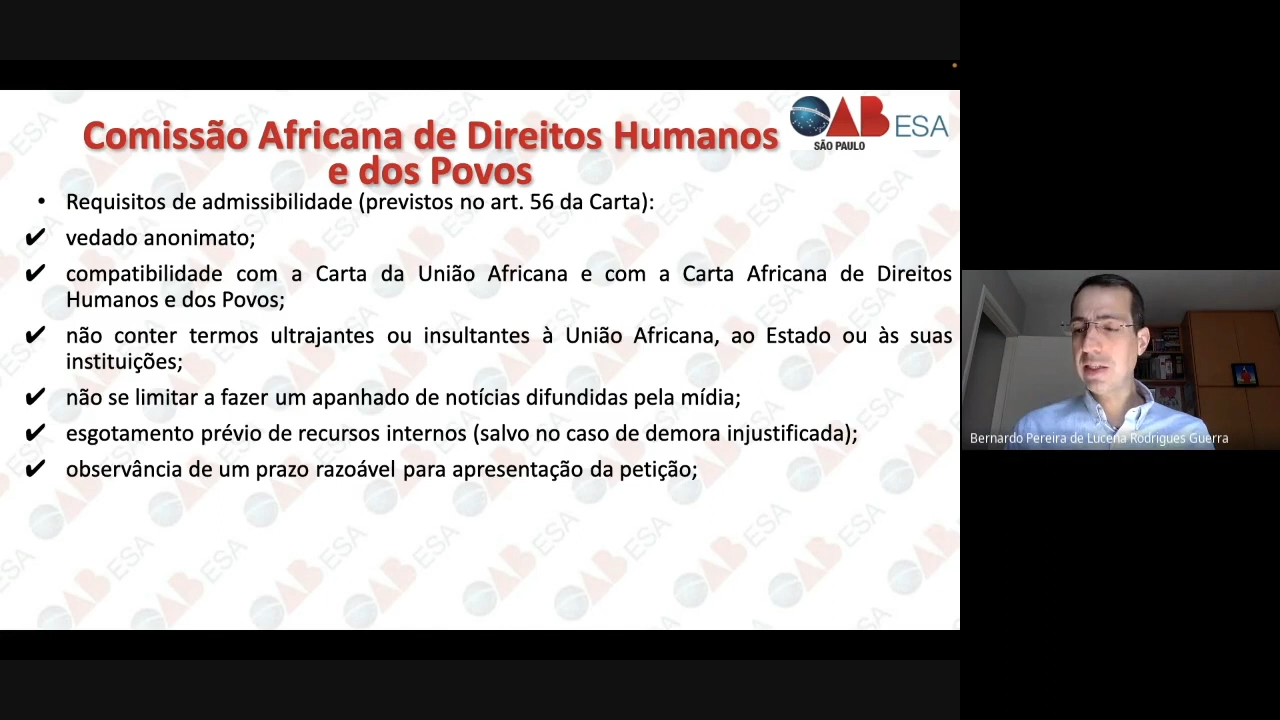 Comissão Africana de Direitos Humanos
e dos Povos
OAB ESA
SÃO PAULO
• Requisitos de admissibilidade (previstos no art. 56 da Carta):
✔ vedado anonimato;
✔ compatibilidade com a Carta da União Africana e com a Carta Africana de Direitos
Humanos e dos Povos;
✔ não conter termos ultrajantes ou insultantes à União Africana, ao Estado ou às suas
instituições;
✔ não se limitar a fazer um apanhado de notícias difundidas pela mídia;
✔ esgotamento prévio de recursos internos (salvo no caso de demora injustificada);
✔ observância de um prazo razoável para apresentação da petição;
Bernardo Pereira de Lucena Rodrigues Guerra